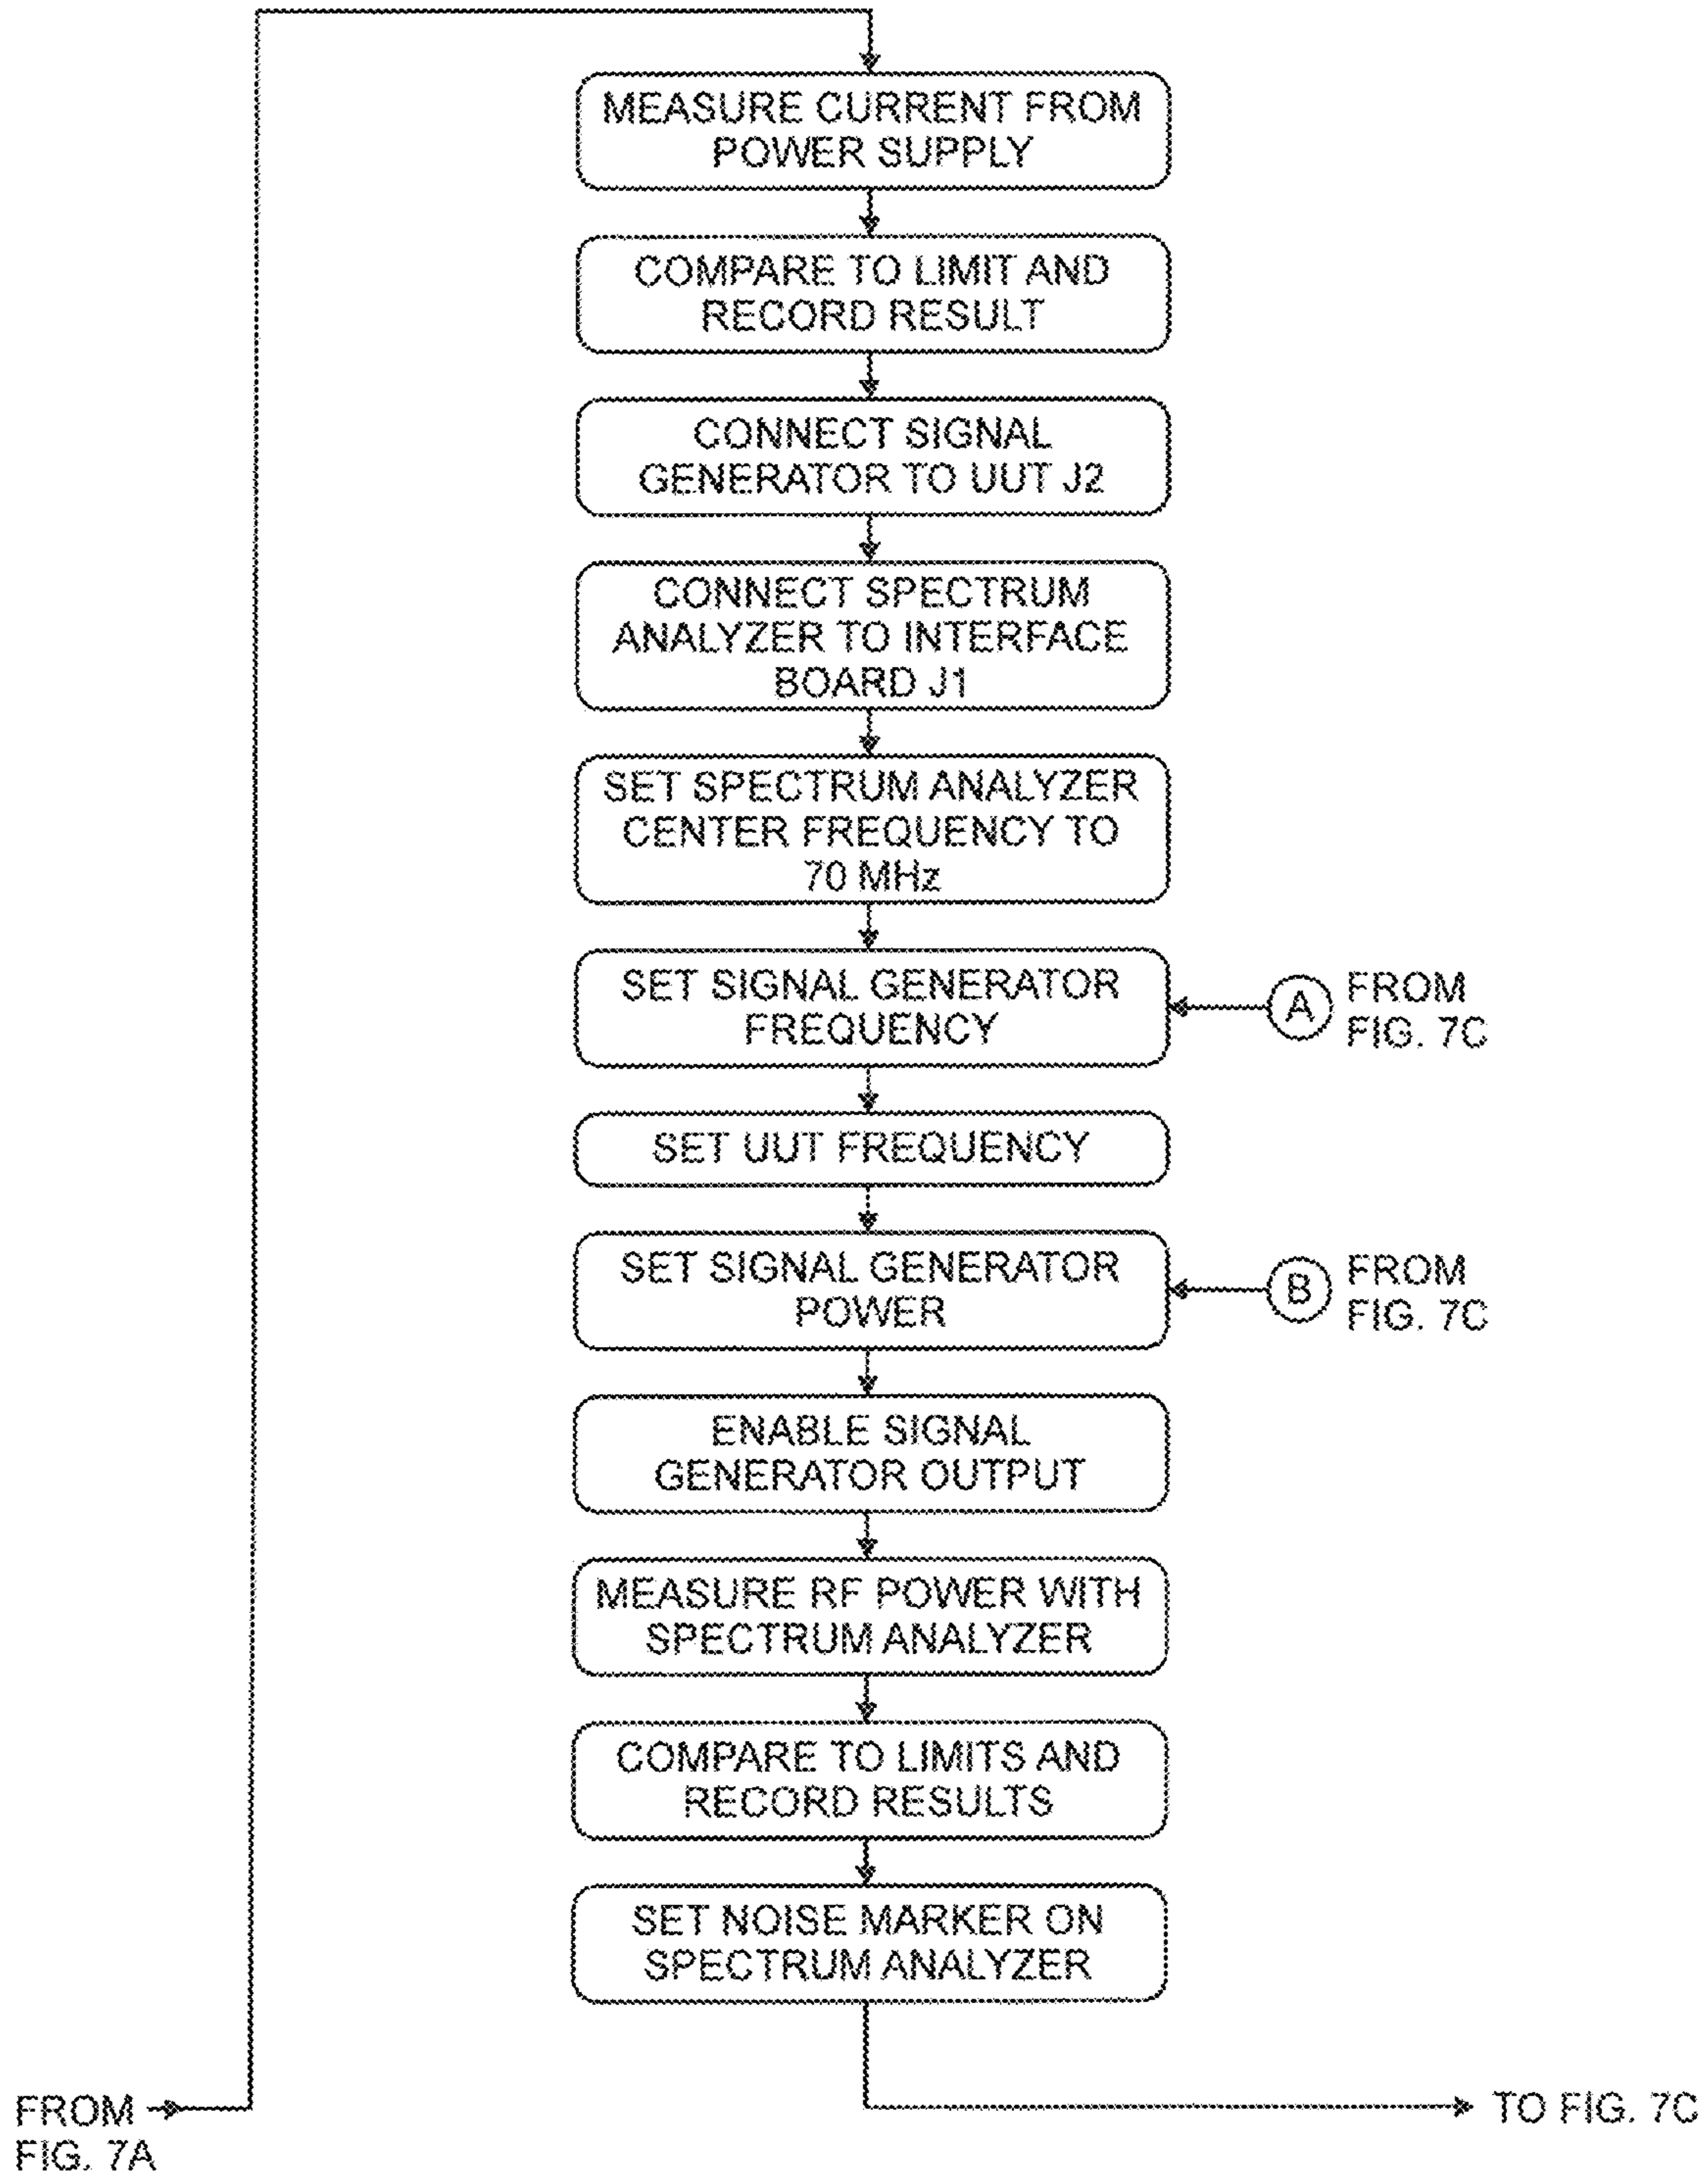 MEASURE CURRENT FROM
POWER SUPPLY
COMPARE TO LIMIT AND
RECORD RESULT
CONNECT SIGNAL
GENERATOR TO UUT J2
CONNECT SPECTRUM
ANALYZER TO INTERFACE
BOARD J1
SET SPECTRUM ANALYZER
CENTER FREQUENCY TO
70 MHz
SET SIGNAL GENERATOR
FREQUENCY
A
FROM
FIG. 7C
SET UUT FREQUENCY
SET SIGNAL GENERATOR
POWER
B
FROM
FIG. 7C
ENABLE SIGNAL
GENERATOR OUTPUT
MEASURE RF POWER WITH
SPECTRUM ANALYZER
COMPARE TO LIMITS AND
RECORD RESULTS
SET NOISE MARKER ON
SPECTRUM ANALYZER
FROM
FIG. 7A
TO FIG. 7C